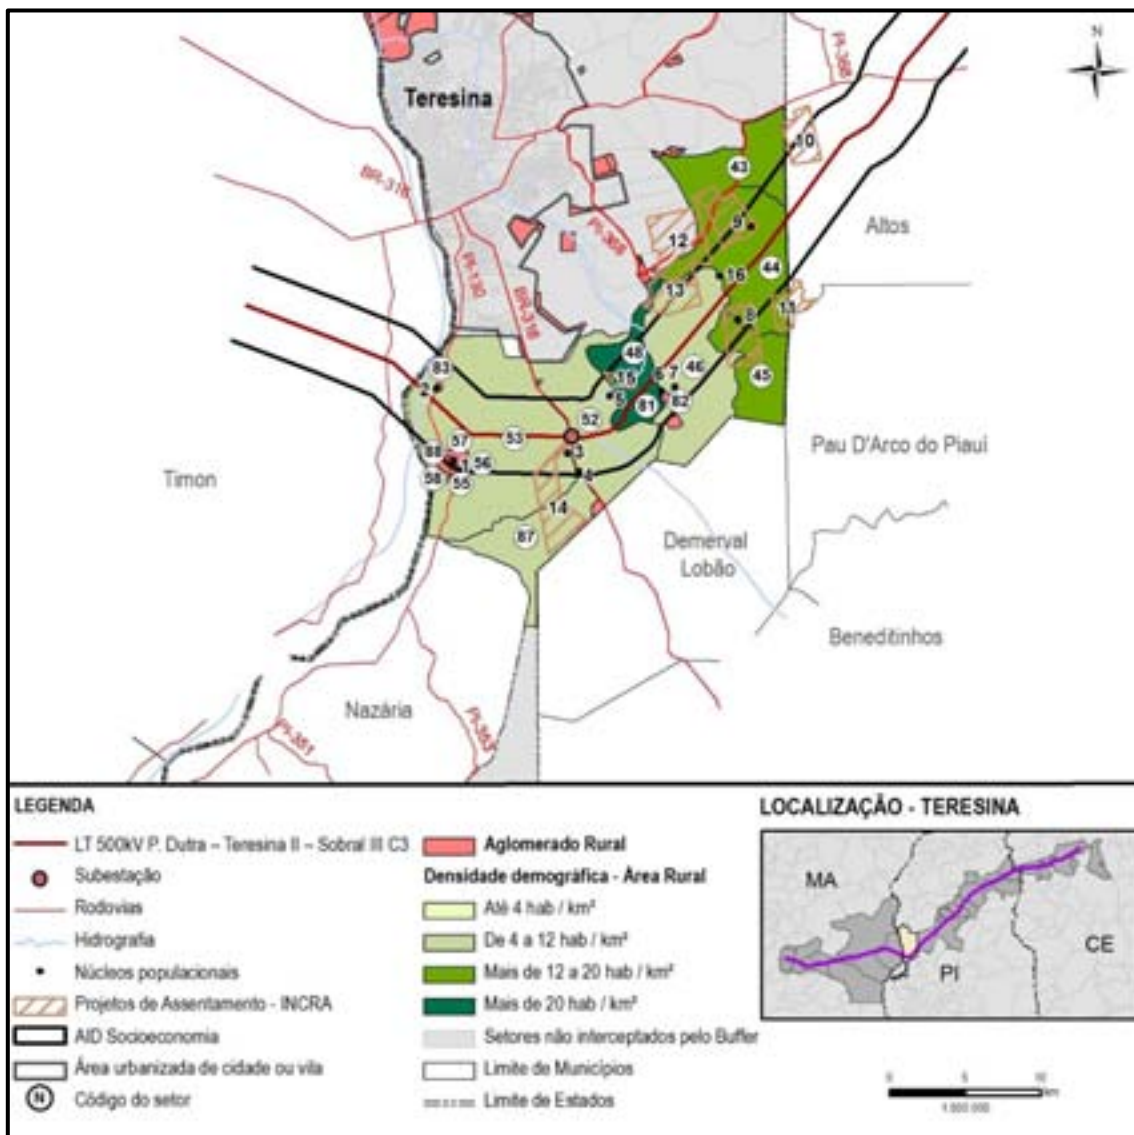 N
Teresina
PI-368
10
43
BR-316
9
12
Altos
PI-130
BR-316
16
44
13
11
8
48
83
7
46
45
15
2
5
81
82
52
57
53
Pau D'Arco do Piauí
88
1
56
3
Timon
58
55
4
14
87
Demerval
Lobão
Beneditinhos
Nazária
PI-351
PI-353
LEGENDA
LT 500kV P. Dutra – Teresina II – Sobral III C3
Subestação
Rodovias
Hidrografia
Núcleos populacionais
Projetos de Assentamento - INCRA
AID Socioeconomia
Área urbanizada de cidade ou vila
N Código do setor
Aglomerado Rural
Densidade demográfica - Área Rural
Até 4 hab / km²
De 4 a 12 hab / km²
Mais de 12 a 20 hab / km²
Mais de 20 hab / km²
Setores não interceptados pelo Buffer
Limite de Municípios
Limite de Estados
LOCALIZAÇÃO - TERESINA
MA
CE
PI
0 5 10
km